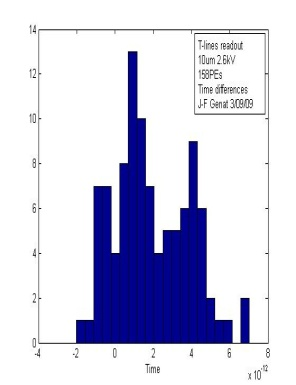 14
12
10
8
6
4
2
0
T-lines readout
10um 2.6kV
158PEs
Time differences
J-F Genat 3/09/09
-4 -2 0 2 4 6 8
Time
x 10^-12